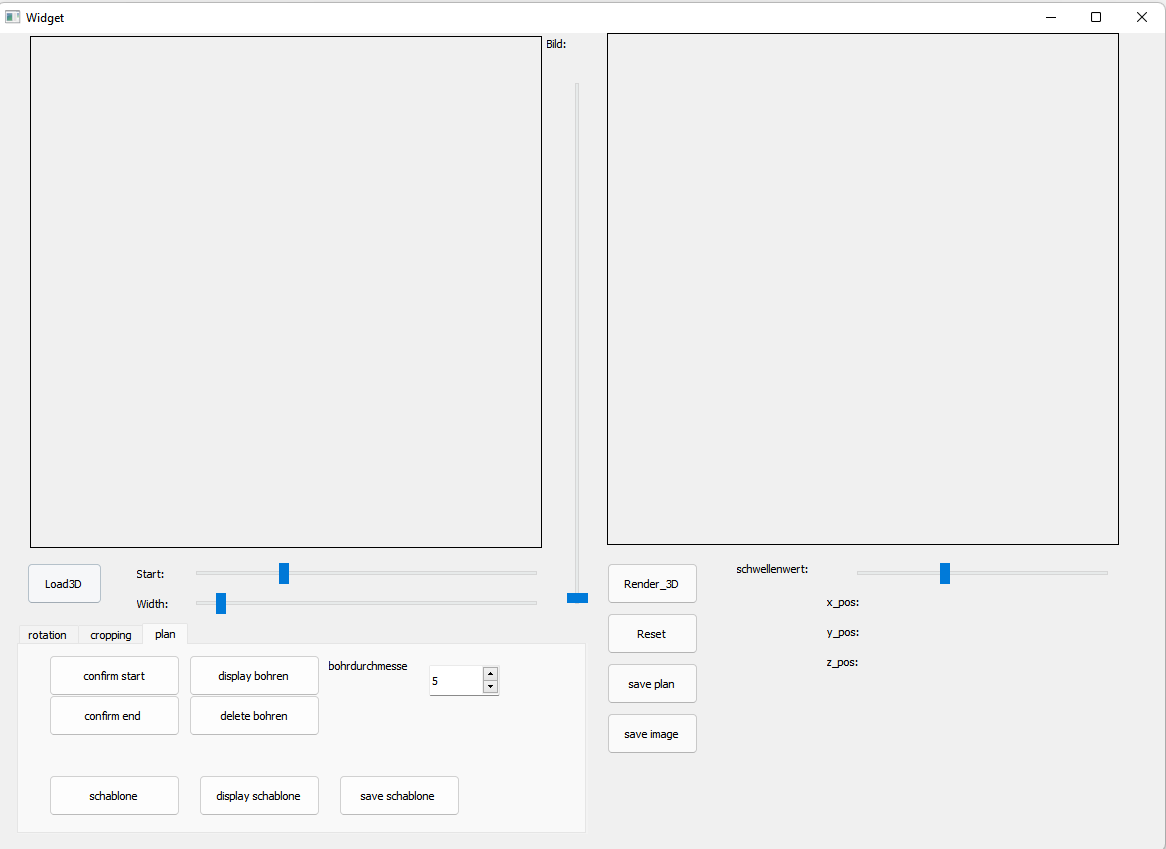 Widget
Bild:
Load3D
Start:
Width:
Render_3D
schwellenwert:
x_pos:
Reset
y_pos:
z_pos:
save plan
save image
rotation
cropping
plan
confirm start
display bohren
bohrdurchmesse
5
confirm end
delete bohren
schablone
display schablone
save schablone